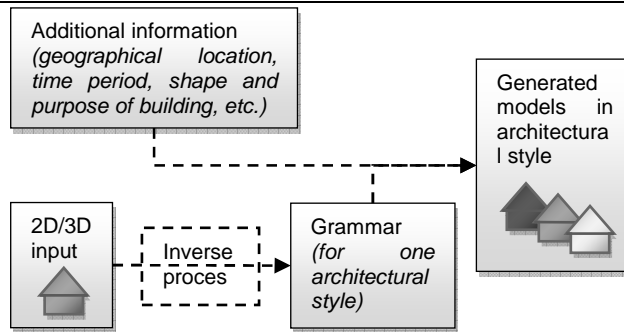 Additional information
(geographical location,
time period, shape and
purpose of building, etc.)
Generated
models in
architectura
l style
2D/3D
input
Inverse
proces
Grammar
(for one
architectural
style)